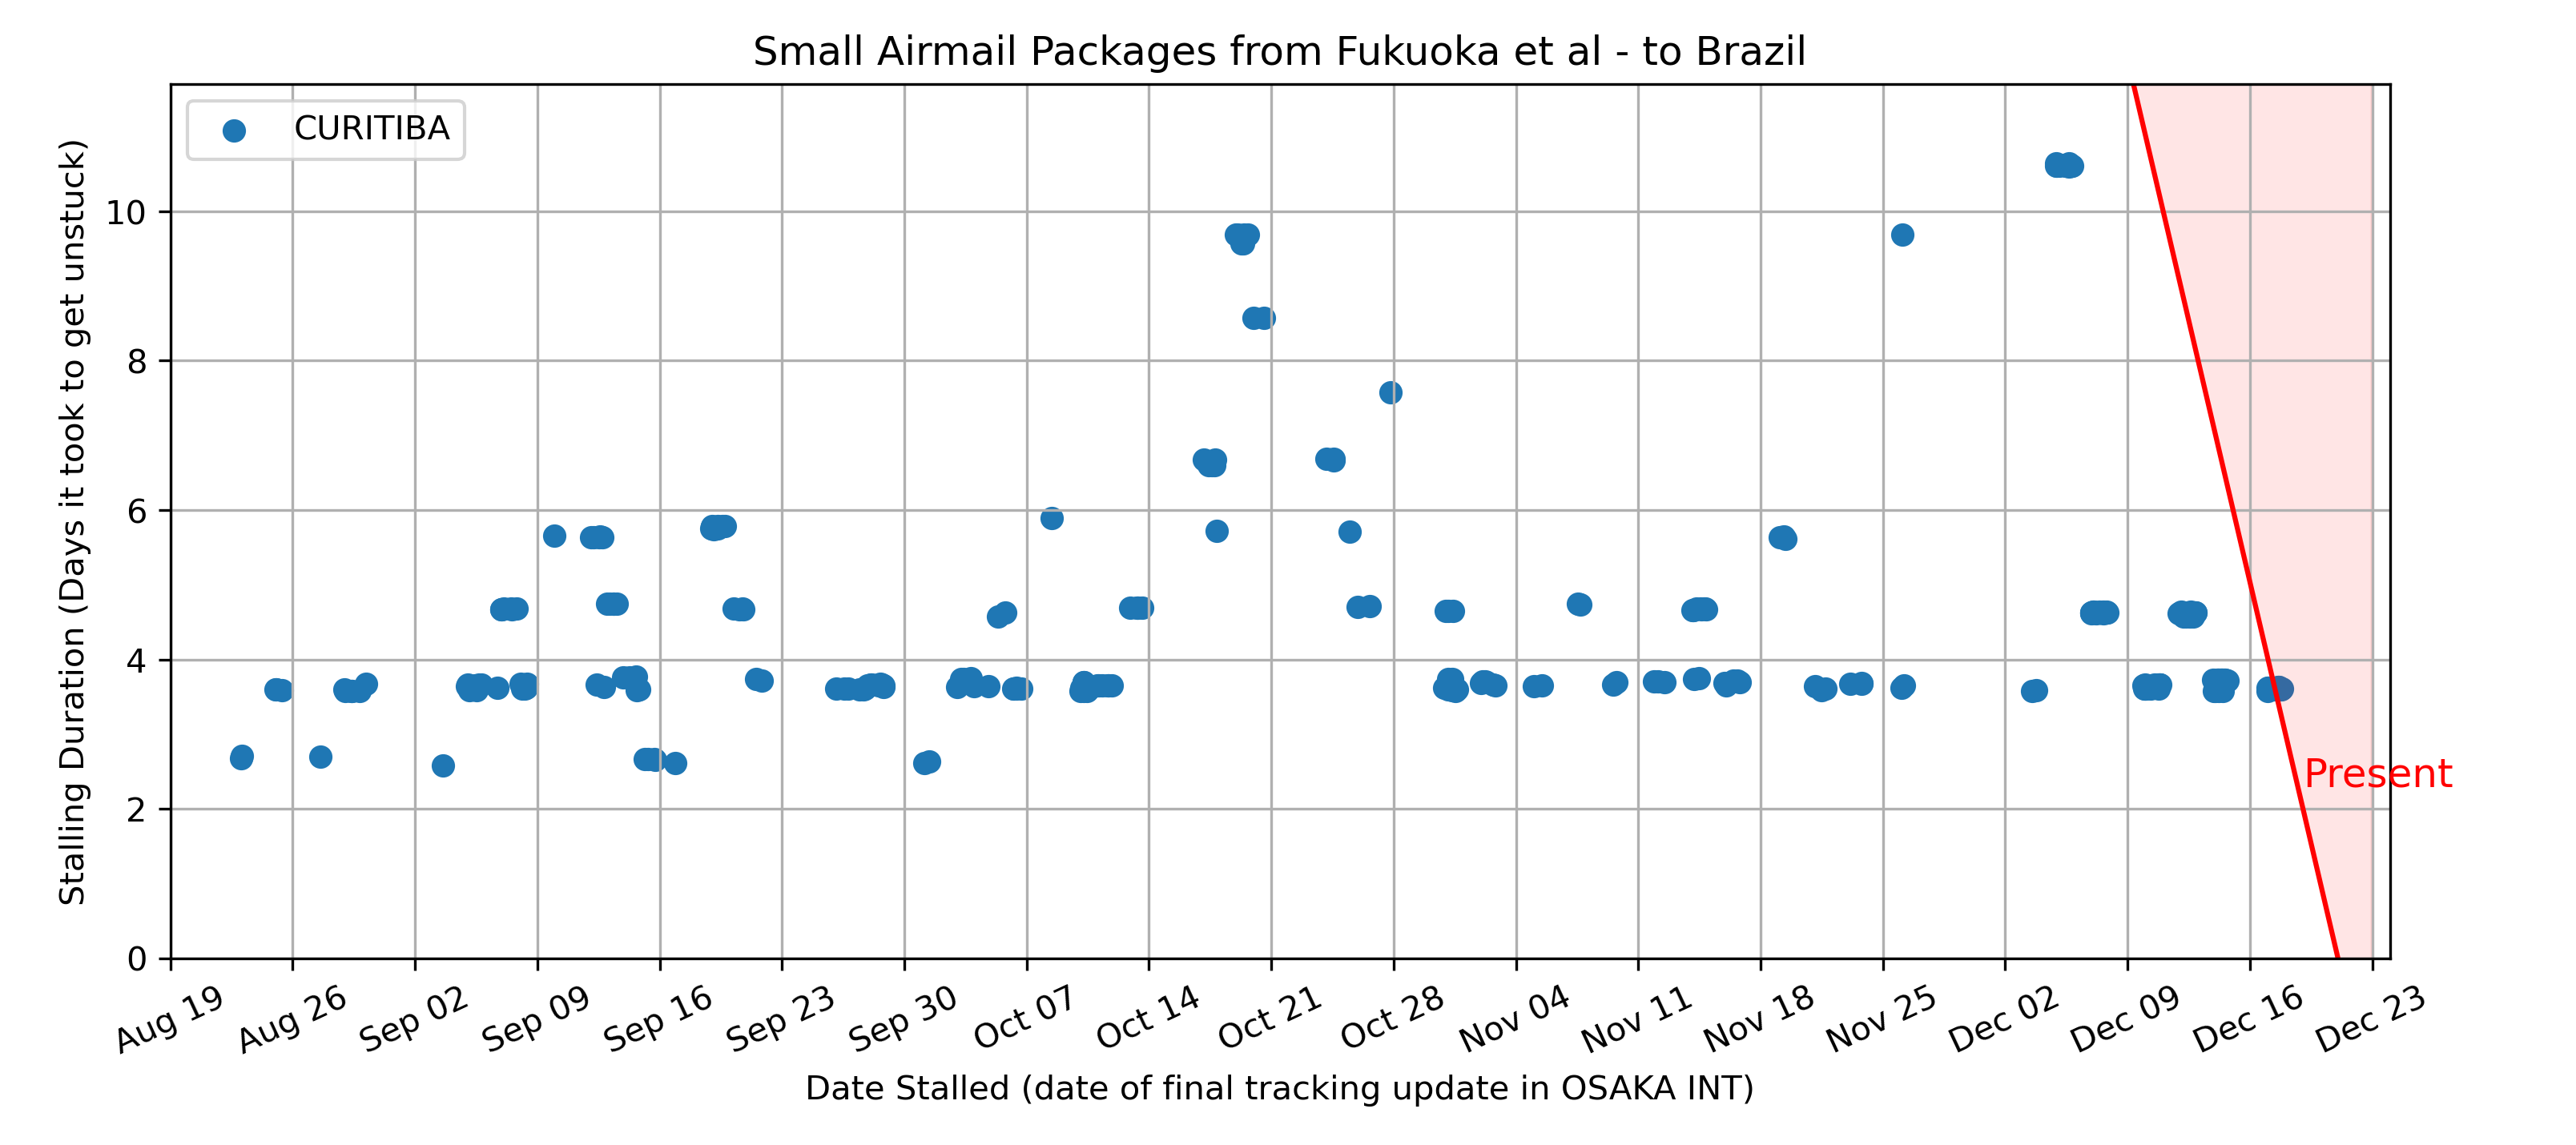 Small Airmail Packages from Fukuoka et al - to Brazil
CURITIBA
Stalling Duration (Days it took to get unstuck)
10
8
6
4
2
0
Present
Aug 19
Aug 26
Sep 02
Sep 09
Sep 16
Sep 23
Sep 30
Oct 07
Oct 14
Oct 21
Oct 28
Nov 04
Nov 11
Nov 18
Nov 25
Dec 02
Dec 09
Dec 16
Dec 23
Date Stalled (date of final tracking update in OSAKA INT)